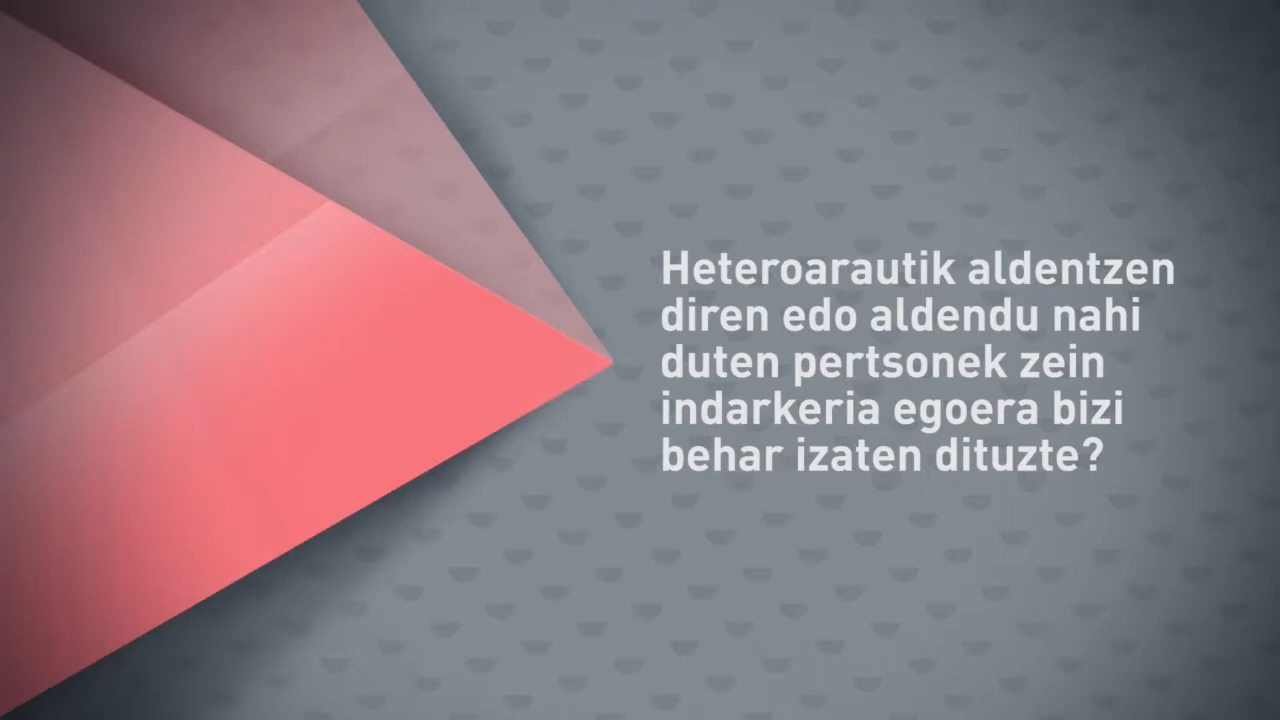 Heteroarautik aldentzen
diren edo aldendu nahi
duten pertsonek zein
indarkeria egoera bizi
behar izaten dituzte?